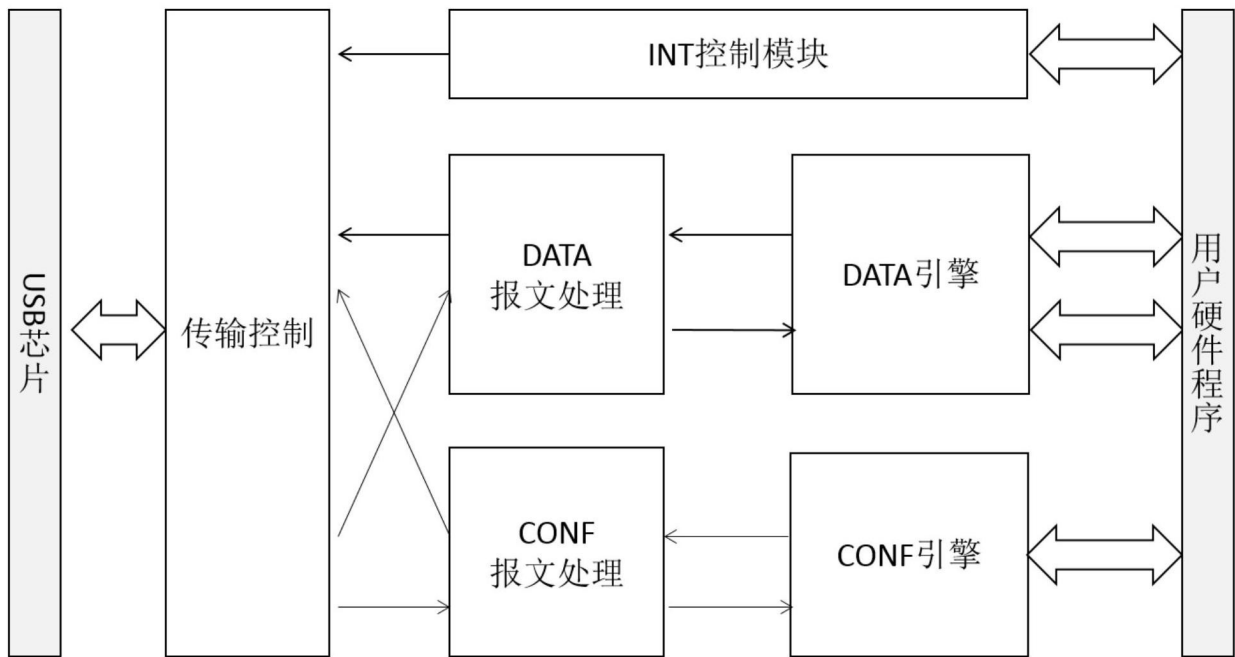 USB芯片
传输控制
INT控制模块
DATA
报文处理
DATA引擎
CONF
报文处理
CONF引擎
用户硬件程序